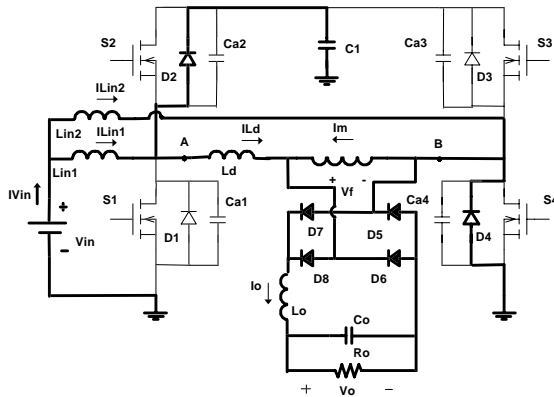 S2
D2
Ca2
C1
Ca3
D3
S3
ILin2
Lin2
ILin1
Lin1
A
ILd
Ld
Im
B
IVin
+
Vin
-
S1
D1
Ca1
+ Vf -
D7
D5
D8
D6
Ca4
D4
S4
Io
Lo
Co
Ro
+ Vo -